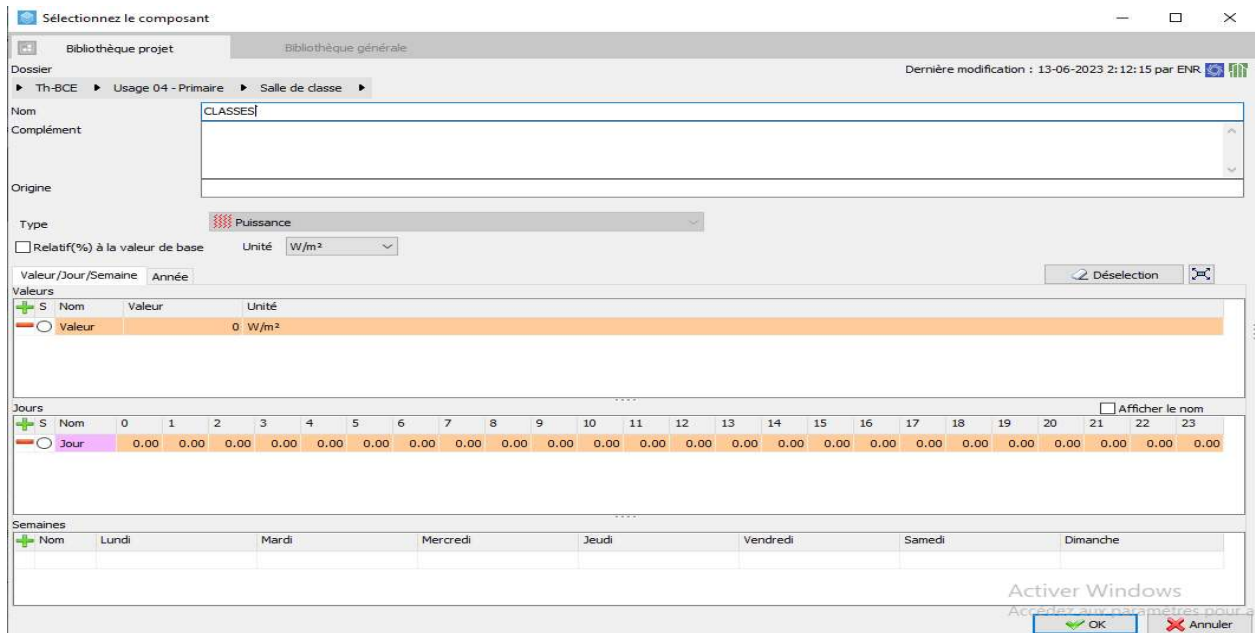 Sélectionnez le composant
Bibliothèque projet Bibliothèque générale
Dossier Dernière modification : 13-06-2023 2:12:15 par ENR
Th-BCE Usage 04 - Primaire Salle de classe
Nom CLASSES
Complément
Origine
Type Puissance
Relatif(%) à la valeur de base Unité W/m²
Valeur/Jour/Semaine Année Déselection
Valeurs
S Nom Valeur Unité
Valeur 0 W/m²
Jours Afficher le nom
S Nom 0 1 2 3 4 5 6 7 8 9 10 11 12 13 14 15 16 17 18 19 20 21 22 23
Jour 0.00 0.00 0.00 0.00 0.00 0.00 0.00 0.00 0.00 0.00 0.00 0.00 0.00 0.00 0.00 0.00 0.00 0.00 0.00 0.00 0.00 0.00 0.00 0.00
Semaines
Nom Lundi Mardi Mercredi Jeudi Vendredi Samedi Dimanche
Activer Windows
Accédez aux paramètres pour a
OK Annuler